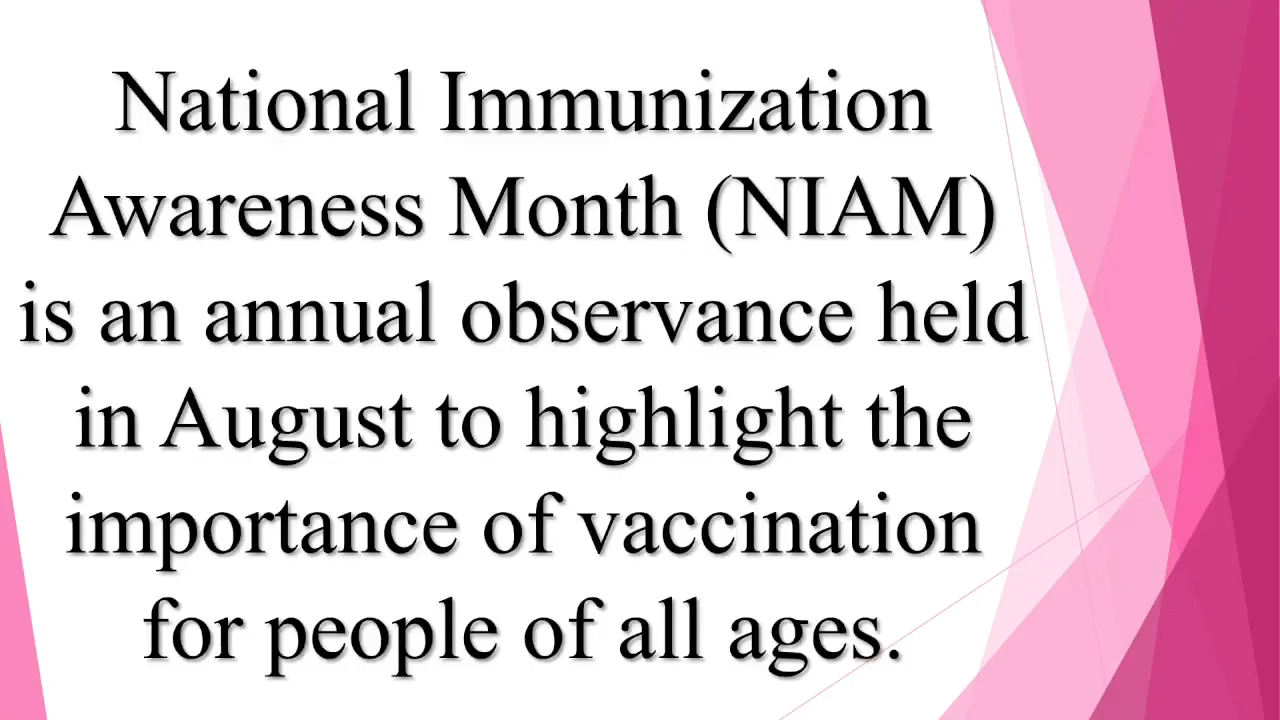 National Immunization
Awareness Month (NIAM)
is an annual observance held
in August to highlight the
importance of vaccination
for people of all ages.